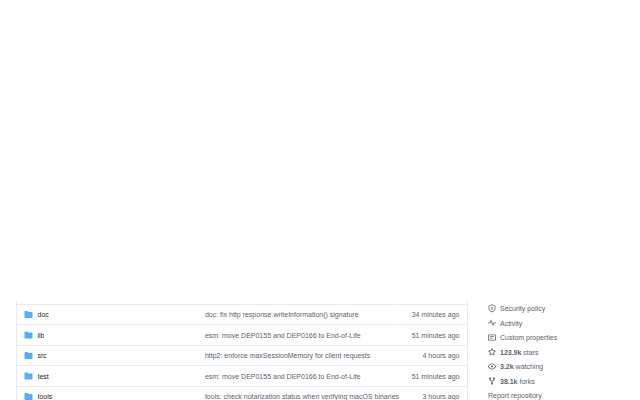 doc doc: fix http response.writeInformation() signature 34 minutes ago
lib esm: move DEP0155 and DEP0166 to End-of-Life 51 minutes ago
src http2: enforce maxSessionMemory for client requests 4 hours ago
test esm: move DEP0155 and DEP0166 to End-of-Life 51 minutes ago
tools tools: check notarization status when verifying macOS binaries 3 hours ago
Security policy
Activity
Custom properties
123.9k stars
3.2k watching
38.1k forks
Report repository